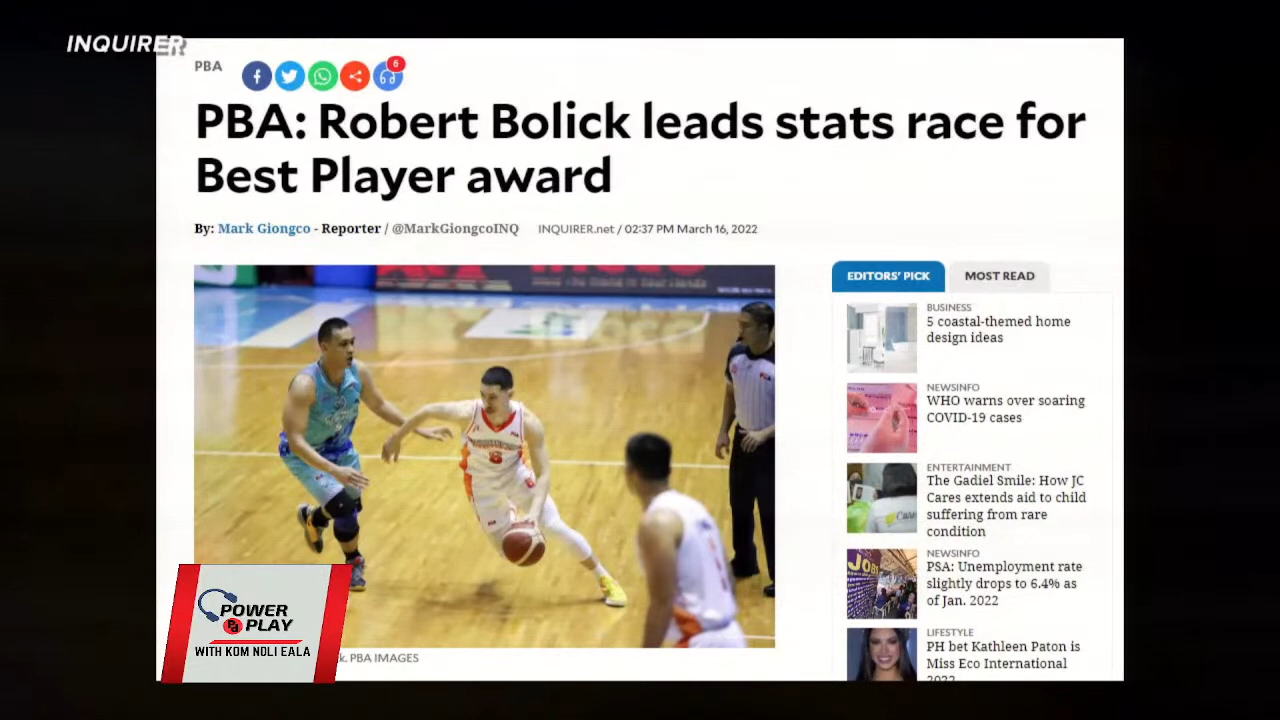 INQUIRER
PBA
6
PBA: Robert Bolick leads stats race for
Best Player award
By: Mark Giongco - Reporter / @MarkGiongcoINQ INQUIRER.net / 02:37 PM March 16, 2022
EDITORS' PICK
MOST READ
BUSINESS
5 coastal-themed home
design ideas
NEWSINFO
WHO warns over soaring
COVID-19 cases
ENTERTAINMENT
The Gadiel Smile: How JC
Cares extends aid to child
suffering from rare
condition
NEWSINFO
PSA: Unemployment rate
slightly drops to 6.4% as
of Jan. 2022
LIFESTYLE
PH bet Kathleen Paton is
Miss Eco International
2022
JOBS
8
POWER
PLAY
WITH KOM NOLI EALA
PBA IMAGES